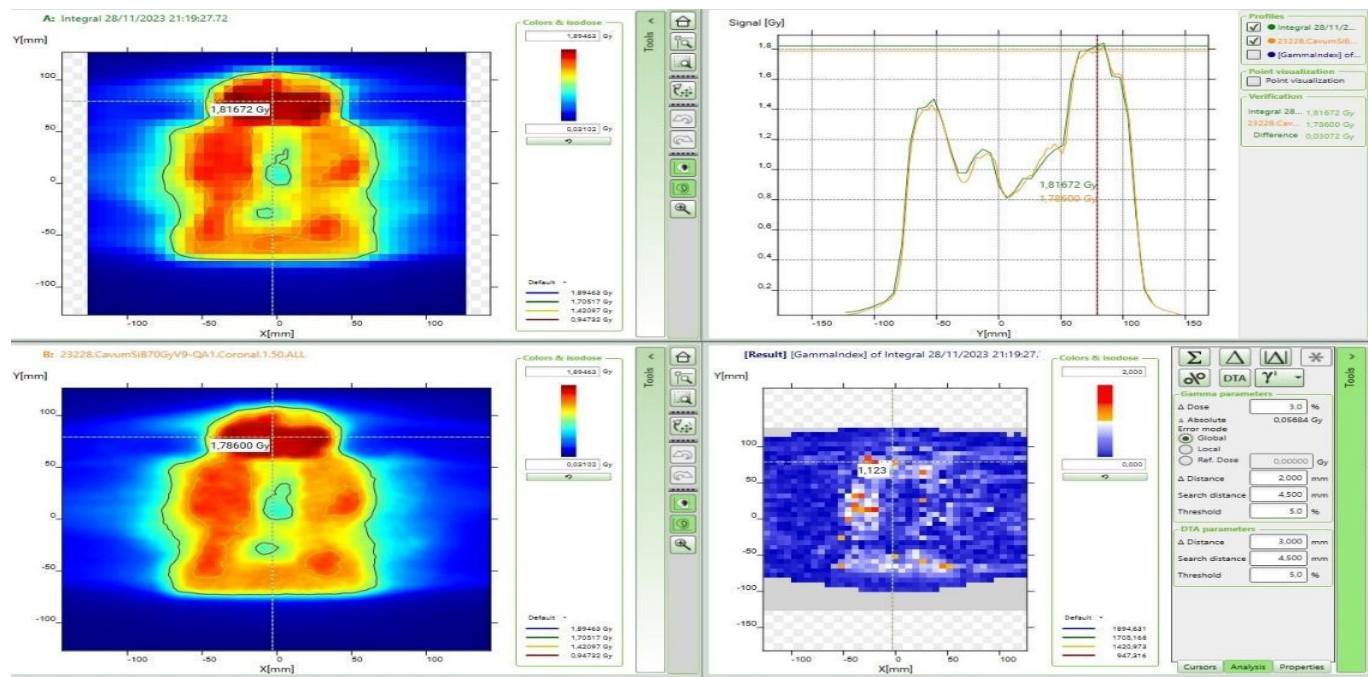 A: Integral 28/11/2023 21:19:27.72
Y[mm]
100
50
0
-50
-100
-100
-50
0
50
100
X[mm]
1,81672 Gy
Colors & isodose
1,89463 Gy
0,03102 Gy
Default
1,89463 Gy
1,70517 Gy
1,42097 Gy
0,94732 Gy
Tools
Signal [Gy]
1,8
1,6
1,4
1,2
1,0
0,8
0,6
0,4
0,2
1,81672 Gy
1,78600 Gy
-150
-100
-50
0
50
100
150
Y[mm]
Profiles
Integral 28/11/2...
23228.CavumSiB...
[GammaIndex] of...
Point visualization
Point visualization
Verification
Integral 28... 1,81672 Gy
23228.Cav... 1,78600 Gy
Difference 0,03072 Gy
B: 23228.CavumSiB70GyV9-QA1.Coronal.1.50.ALL
Y[mm]
100
50
0
-50
-100
-100
-50
0
50
100
X[mm]
1,78600 Gy
Colors & isodose
1,89463 Gy
0,03102 Gy
Default
1,89463 Gy
1,70517 Gy
1,42097 Gy
0,94732 Gy
Tools
[Result] [GammaIndex] of Integral 28/11/2023 21:19:27.
Y[mm]
100
50
0
-50
-100
-150
-100
-50
0
50
100
X[mm]
1,123
Colors & isodose
2,000
0,000
Default
1894,631
1705,168
1420,973
947,316
Σ Δ |Δ| *
% DTA γ
Gamma parameters
Δ Dose 3.0 %
Δ Absolute 0,05684 Gy
Error mode
Global
Local
Ref. Dose 0,00000 Gy
Δ Distance 2,000 mm
Search distance 4,500 mm
Threshold 5.0 %
DTA parameters
Δ Distance 3,000 mm
Search distance 4,500 mm
Threshold 5.0 %
Cursors Analysis Properties
Tools